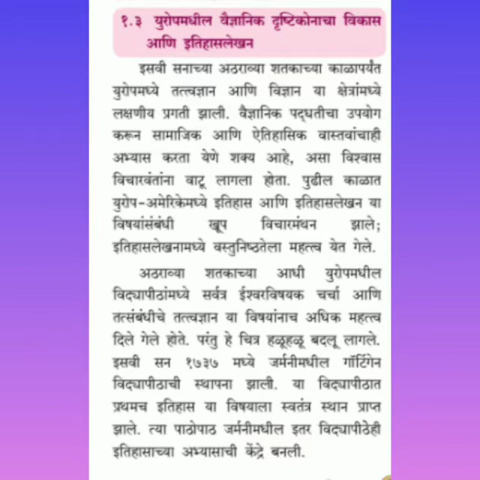 १.३ युरोपमधील वैज्ञानिक दृष्टिकोनाचा विकास
आणि इतिहासलेखन
इसवी सनाच्या अठराव्या शतकाच्या काळापर्यंत
युरोपमध्ये तत्त्वज्ञान आणि विज्ञान या क्षेत्रांमध्ये
लक्षणीय प्रगती झाली. वैज्ञानिक पद्धतीचा उपयोग
करून सामाजिक आणि ऐतिहासिक वास्तवांचाही
अभ्यास करता येणे शक्य आहे, असा विश्वास
विचारवंतांना वाटू लागला होता. पुढील काळात
युरोप-अमेरिकेमध्ये इतिहास आणि इतिहासलेखन या
विषयांसंबंधी खूप विचारमंथन झाले;
इतिहासलेखनामध्ये वस्तुनिष्ठतेला महत्त्व येत गेले.
अठराव्या शतकाच्या आधी युरोपमधील
विद्यापीठांमध्ये सर्वत्र ईश्वरविषयक चर्चा आणि
तत्संबंधीचे तत्त्वज्ञान या विषयांनाच अधिक महत्त्व
दिले गेले होते. परंतु हे चित्र हळूहळू बदलू लागले.
इसवी सन १७३७ मध्ये जर्मनीमधील गॉटिंगेन
विद्यापीठाची स्थापना झाली. या विद्यापीठात
प्रथमच इतिहास या विषयाला स्वतंत्र स्थान प्राप्त
झाले. त्या पाठोपाठ जर्मनीमधील इतर विद्यापीठेही
इतिहासाच्या अभ्यासाची केंद्रे बनली.